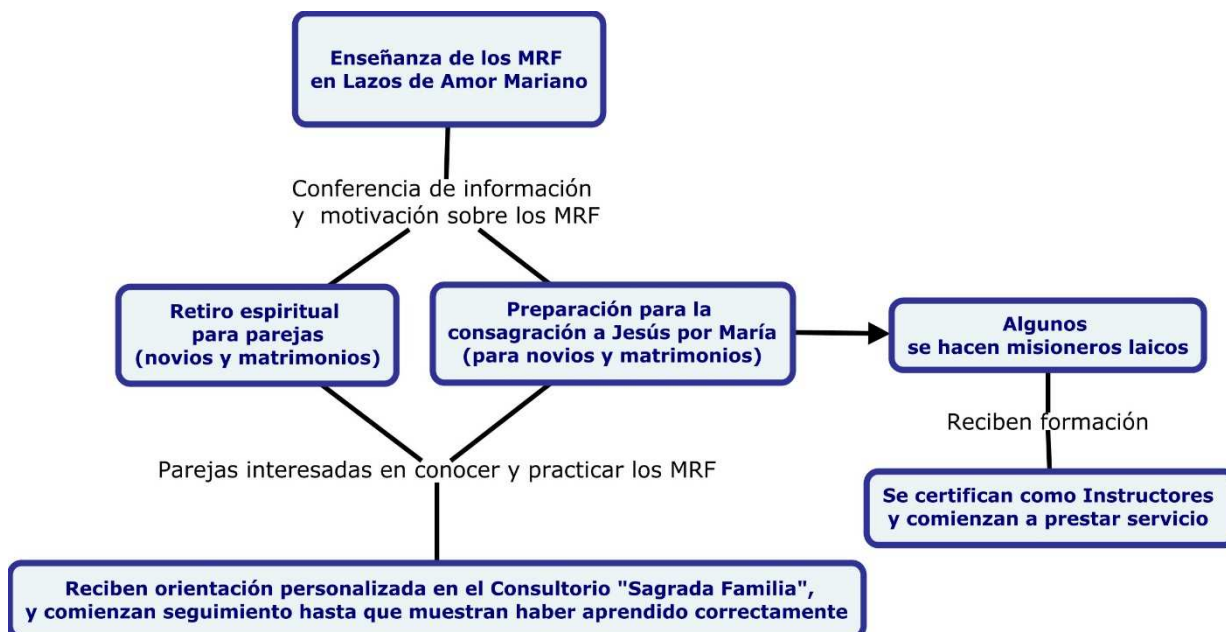 Enseñanza de los MRF
en Lazos de Amor Mariano
Conferencia de información
y motivación sobre los MRF
Retiro espiritual
para parejas
(novios y matrimonios)
Preparación para la
consagración a Jesús por María
(para novios y matrimonios)
Algunos
se hacen misioneros laicos
Reciben formación
Parejas interesadas en conocer y practicar los MRF
Se certifican como Instructores
y comienzan a prestar servicio
Reciben orientación personalizada en el Consultorio "Sagrada Familia",
y comienzan seguimiento hasta que muestran haber aprendido correctamente